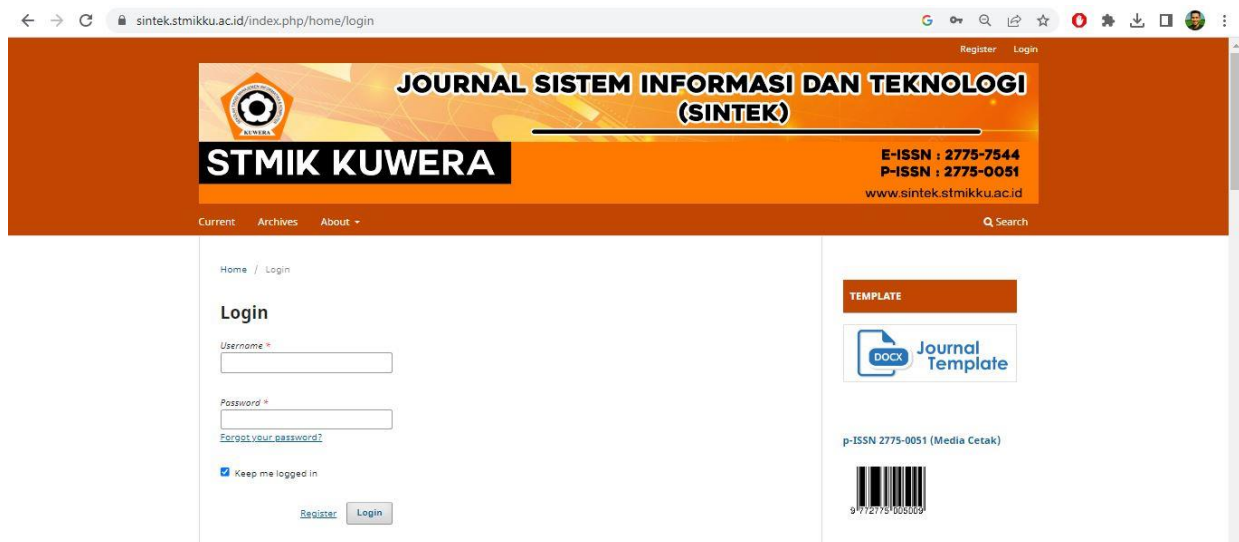 sintek.stmikku.ac.id/index.php/home/login
Register Login
JOURNAL SISTEM INFORMASI DAN TEKNOLOGI
(SINTEK)
KUWERA
STMIK KUWERA
E-ISSN : 2775-7544
P-ISSN : 2775-0051
www.sintek.stmikku.ac.id
Current Archives About
Search
Home / Login
Login
Username *
Password *
Forgot your password?
Keep me logged in
Register Login
TEMPLATE
DOCX Journal
Template
p-ISSN 2775-0051 (Media Cetak)
9 772775 005009